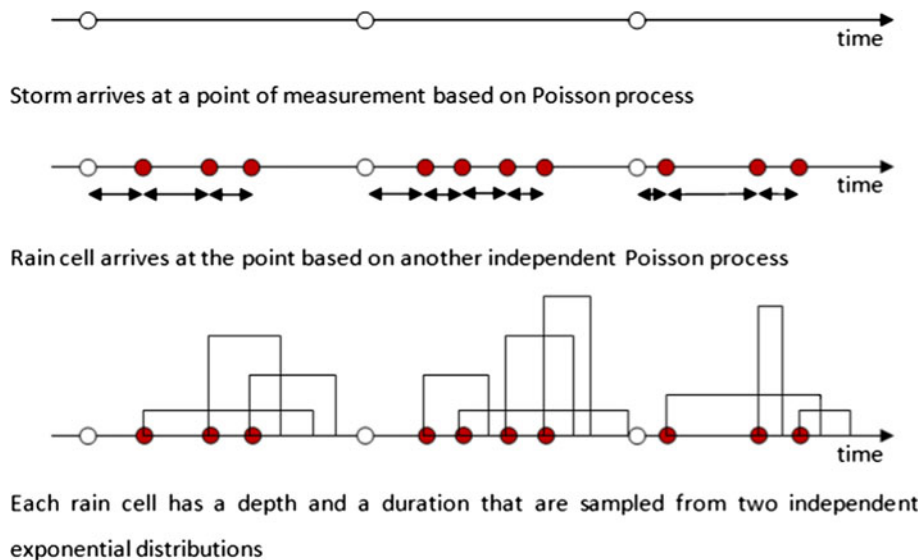 time
Storm arrives at a point of measurement based on Poisson process
time
Rain cell arrives at the point based on another independent Poisson process
time
Each rain cell has a depth and a duration that are sampled from two independent
exponential distributions